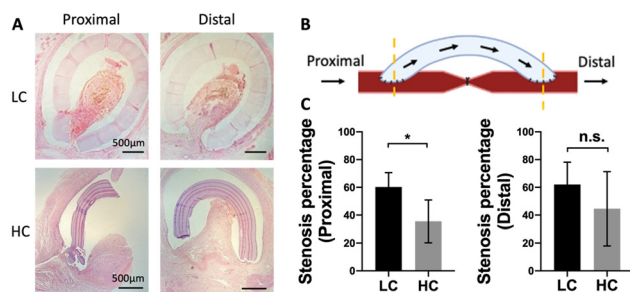 A
Proximal
Distal
LC
500μm
HC
500μm
B
Proximal
Distal
C
Stenosis percentage
(Proximal)
100
80
60
40
20
0
*
LC
HC
Stenosis percentage
(Distal)
100
80
60
40
20
0
n.s.
LC
HC